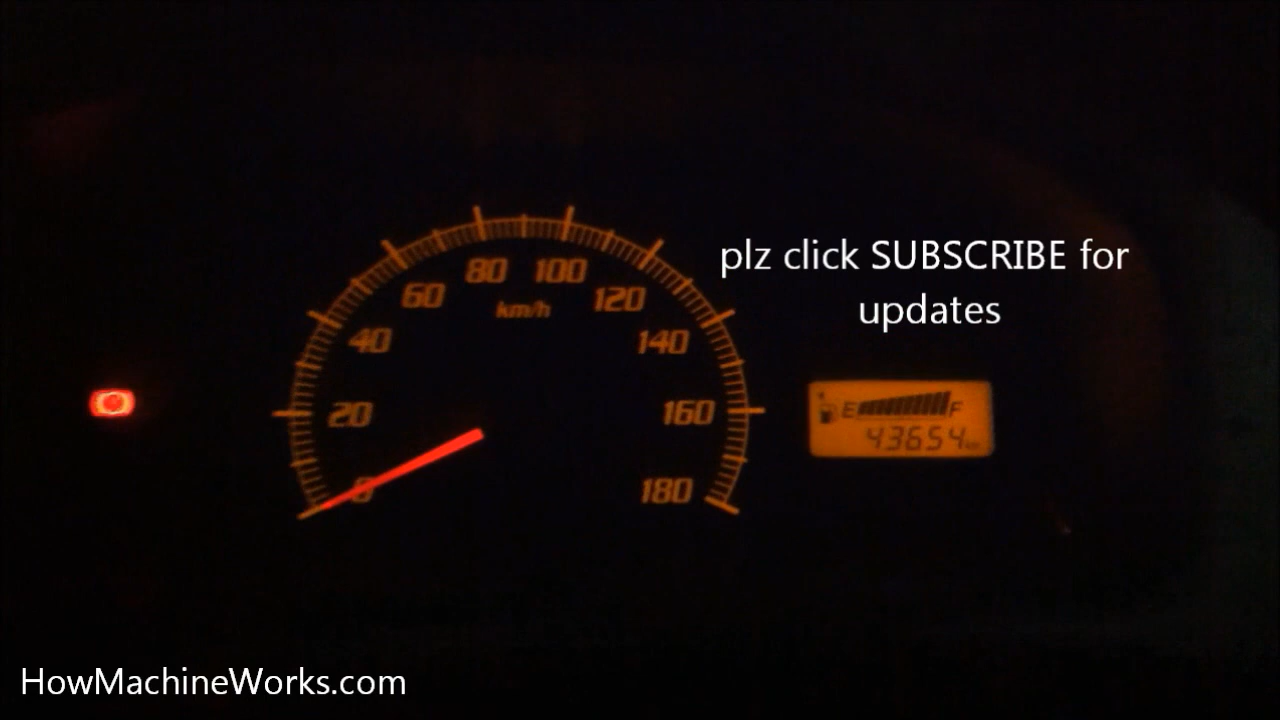 80 100
60 120
km/h
40 140
20 160
0 180
plz click SUBSCRIBE for
updates
E F
43654 km
HowMachineWorks.com